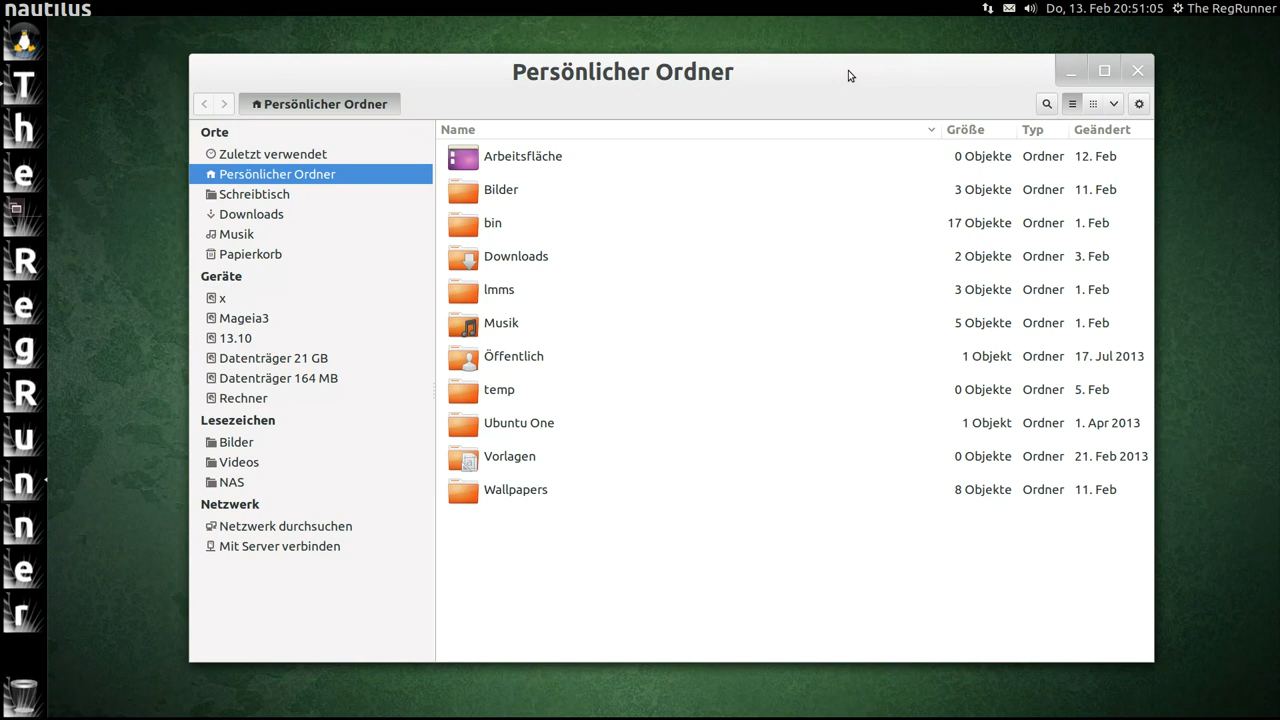 nautilus
Do, 13. Feb 20:51:05 The RegRunner
T
h
e
R
e
g
R
u
n
n
e
r
Persönlicher Ordner
Persönlicher Ordner
Orte
Zuletzt verwendet
Persönlicher Ordner
Schreibtisch
Downloads
Musik
Papierkorb
Geräte
x
Mageia3
13.10
Datenträger 21 GB
Datenträger 164 MB
Rechner
Lesezeichen
Bilder
Videos
NAS
Netzwerk
Netzwerk durchsuchen
Mit Server verbinden
Name Größe Typ Geändert
Arbeitsfläche 0 Objekte Ordner 12. Feb
Bilder 3 Objekte Ordner 11. Feb
bin 17 Objekte Ordner 1. Feb
Downloads 2 Objekte Ordner 3. Feb
lmms 3 Objekte Ordner 1. Feb
Musik 5 Objekte Ordner 1. Feb
Öffentlich 1 Objekt Ordner 17. Jul 2013
temp 0 Objekte Ordner 5. Feb
Ubuntu One 1 Objekt Ordner 1. Apr 2013
Vorlagen 0 Objekte Ordner 21. Feb 2013
Wallpapers 8 Objekte Ordner 11. Feb